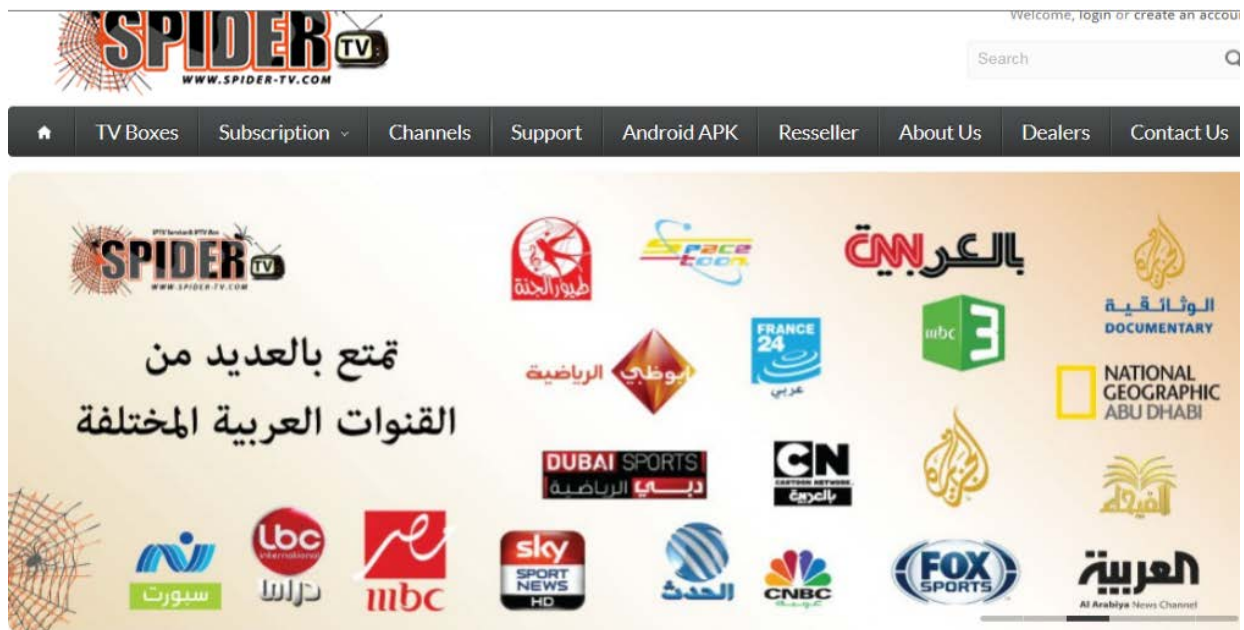 SPIDER TV
WWW.SPIDER-TV.COM
Welcome, login or create an accou
Search
TV Boxes Subscription Channels Support Android APK Resseller About Us Dealers Contact Us
SPIDER TV
WWW.SPIDER-TV.COM
تمتع بالعديد من
القنوات العربية المختلفة
طيور الجنة
Space
toon
CNN بالعربية
الوثائقية
DOCUMENTARY
أبوظبي الرياضية
FRANCE
24
عربي
mbc 3
NATIONAL
GEOGRAPHIC
ABU DHABI
DUBAI SPORTS
دبي الرياضية
CN
CARTOON NETWORK
بالعربية
الجزيرة
الفيحاء
سبورت
lbc
international
دراما
مصر
mbc
sky
SPORT
NEWS
HD
الحدث
CNBC
عربية
FOX
SPORTS
العربية
Al Arabiya News Channel